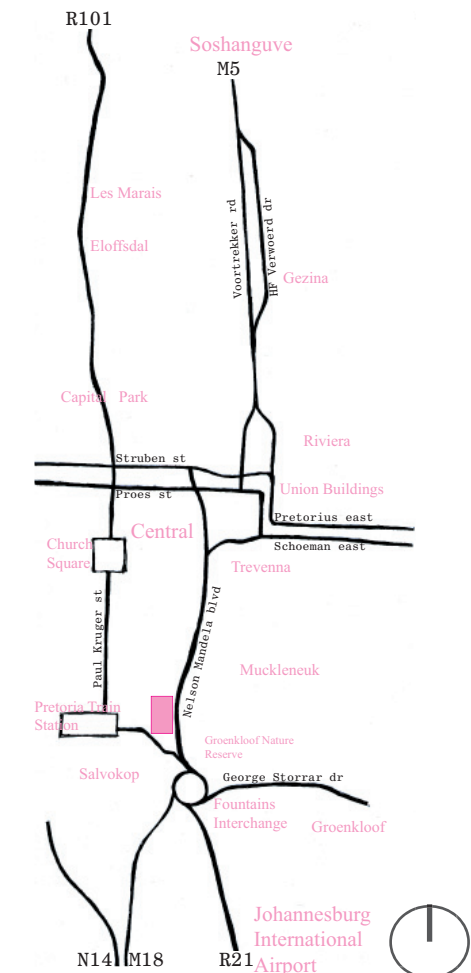 R101
Soshanguve
M5
Les Marais
Voortrekker rd
HF Verwoerd dr
Eloffsdal
Gezina
Capital Park
Riviera
Struben st
Union Buildings
Proes st
Pretorius east
Central
Church
Square
Schoeman east
Trevenna
Paul Kruger st
Nelson Mandela blvd
Muckleneuk
Pretoria Train
Station
Groenkloof Nature
Reserve
Salvokop
George Storrar dr
Fountains
Interchange
Groenkloof
Johannesburg
International
Airport
N14
M18
R21